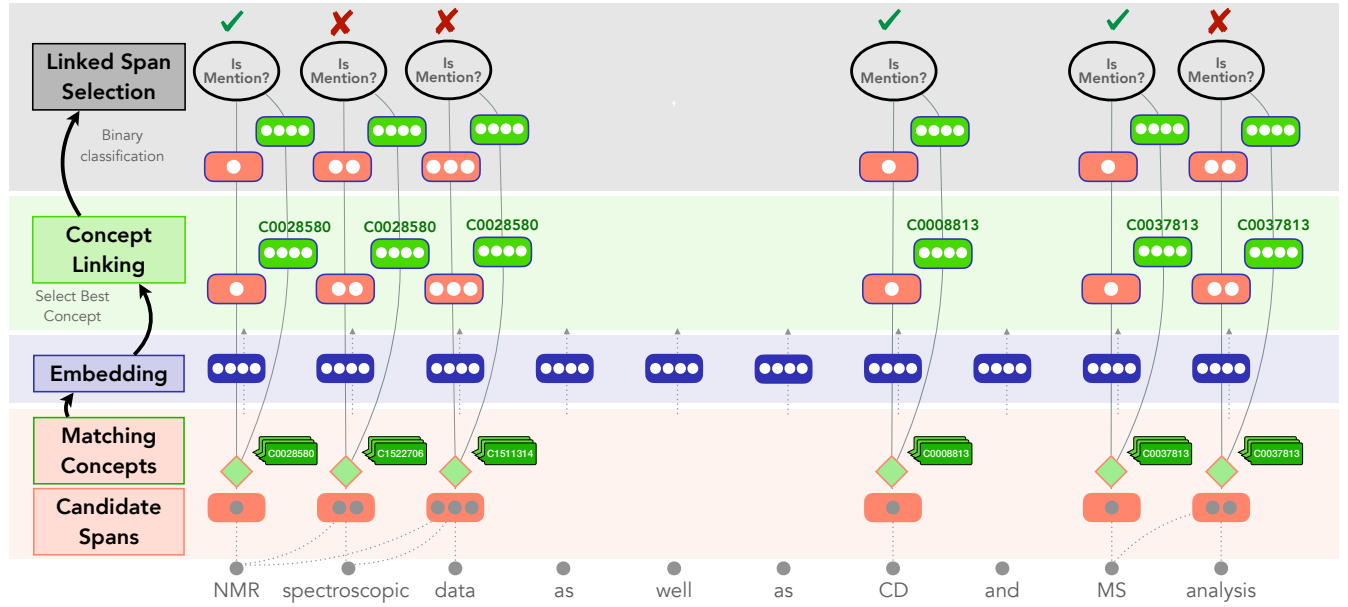 Linked Span
Selection
Is
Mention?
Is
Mention?
Is
Mention?
Is
Mention?
Is
Mention?
Is
Mention?
Binary
classification
Concept
Linking
C0028580
C0028580
C0028580
C0008813
C0037813
C0037813
Select Best
Concept
Embedding
Matching
Concepts
C0028580
C1522706
C1511314
C0008813
C0037813
C0037813
Candidate
Spans
NMR spectroscopic data as well as CD and MS analysis